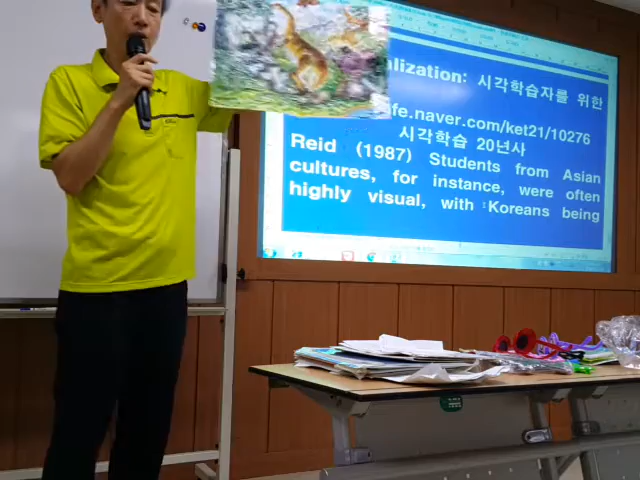 lization: 시각학습자를 위한
fe.naver.com/ket21/10276
시각학습 20년사
Reid (1987) Students from Asian
cultures, for instance, were often
highly visual, with Koreans being